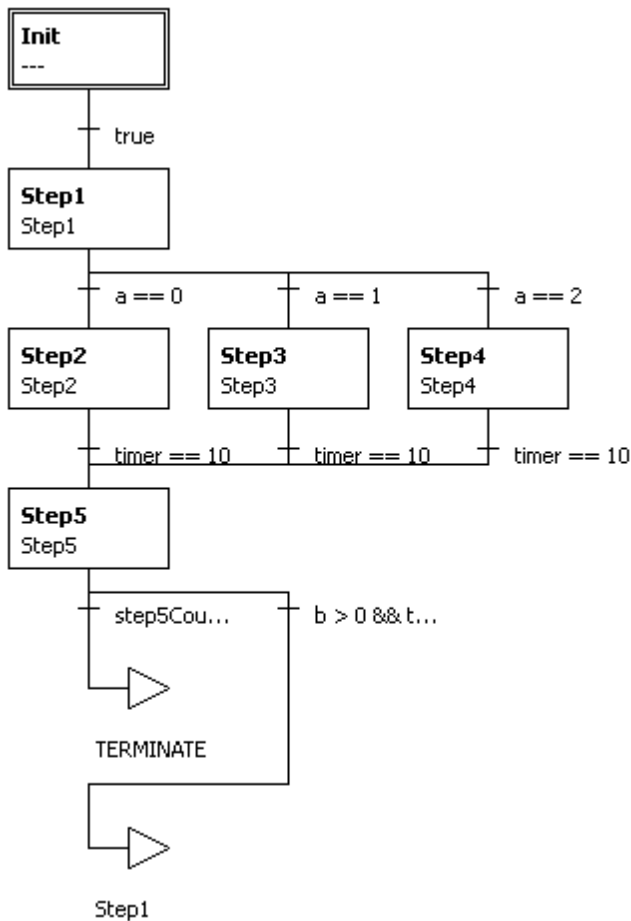 Init
---
true
Step1
Step1
a == 0
a == 1
a == 2
Step2
Step2
Step3
Step3
Step4
Step4
timer == 10
timer == 10
timer == 10
Step5
Step5
step5Cou...
b > 0 && t...
TERMINATE
Step1